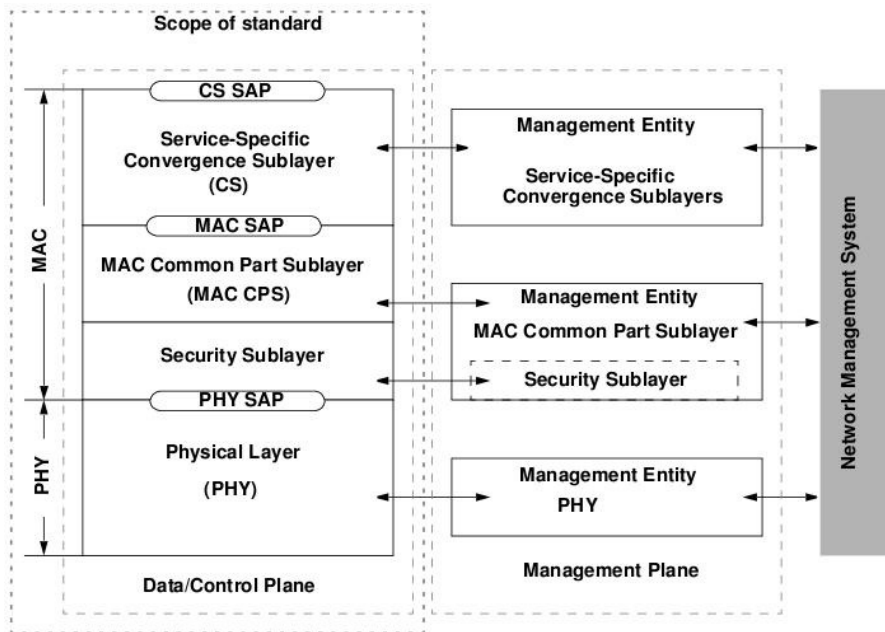 Scope of standard
CS SAP
Service-Specific
Convergence Sublayer
(CS)
MAC SAP
MAC Common Part Sublayer
(MAC CPS)
Security Sublayer
PHY SAP
Physical Layer
(PHY)
Data/Control Plane
MAC
PHY
Management Entity
Service-Specific
Convergence Sublayers
Management Entity
MAC Common Part Sublayer
Security Sublayer
Management Entity
PHY
Management Plane
Network Management System